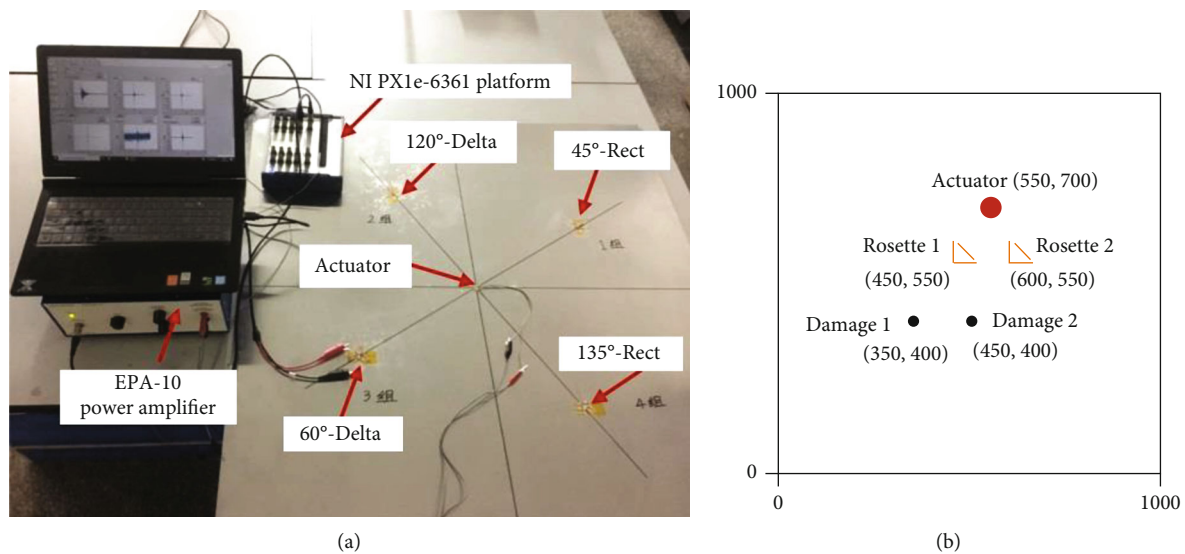 NI PX1e-6361 platform
120°-Delta
45°-Rect
2组
1组
Actuator
135°-Rect
EPA-10
power amplifier
3组
4组
60°-Delta
(a)
1000
Actuator (550, 700)
Rosette 1
Rosette 2
(450, 550)
(600, 550)
Damage 1
Damage 2
(350, 400)
(450, 400)
0
0
1000
(b)